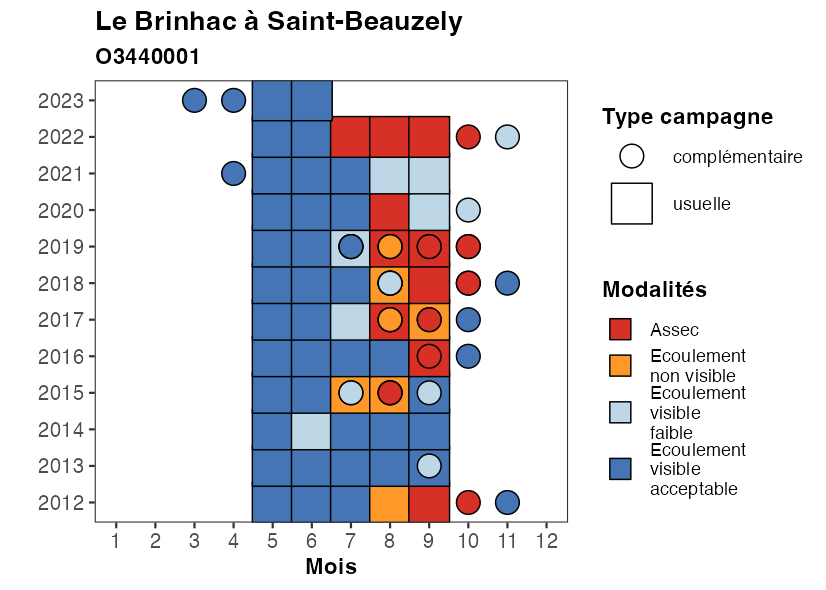 Le Brinhac à Saint-Beauzely
O3440001
2023
2022
2021
2020
2019
2018
2017
2016
2015
2014
2013
2012
1 2 3 4 5 6 7 8 9 10 11 12
Mois
Type campagne
complémentaire
usuelle
Modalités
Assec
Ecoulement
non visible
Ecoulement
visible
faible
Ecoulement
visible
acceptable